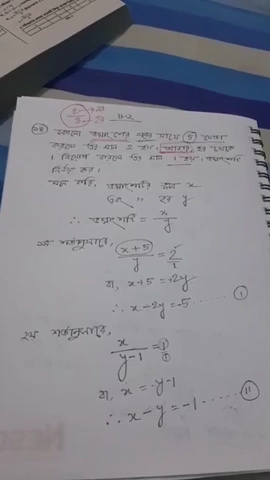 11.2
কোনো ভগ্নাংশের লবের সাথে 5 যোগ
করলে এর মান 2 হয়। আবার, হর থেকে
1 বিয়োগ করলে এর মান 1 হয়, ভগ্নাংশটি
নির্ণয় কর।
মনে করি, ভগ্নাংশটির লব x
হর y
∴ ভগ্নাংশটি = x/y
১ম শর্তানুসারে, (x+5)/y = 2/1
বা, x+5 = 2y
∴ x-2y = -5 ...... (i)
২য় শর্তানুসারে,
x/(y-1) = 1/1
বা, x = y-1
∴ x-y = -1 ...... (ii)